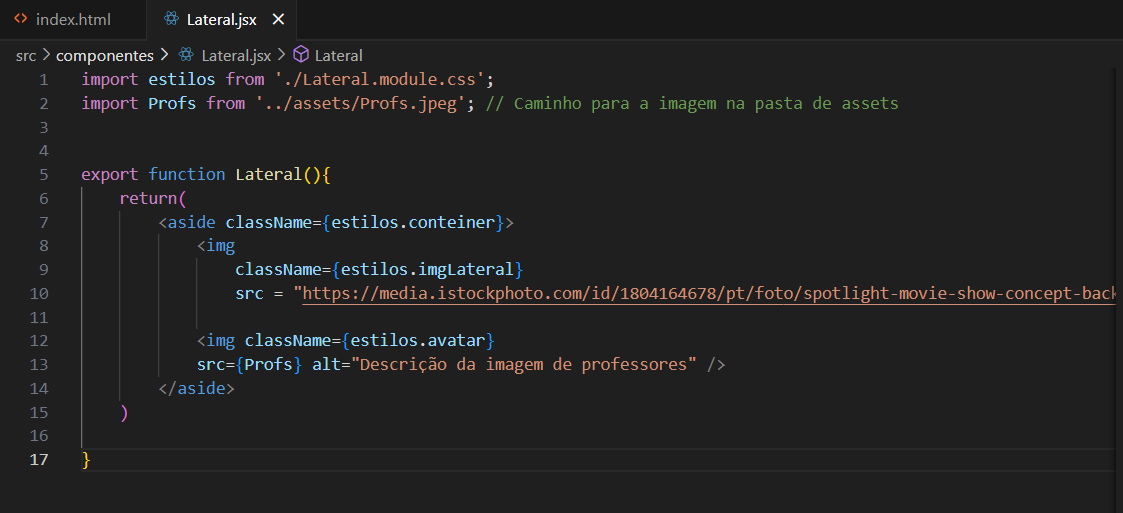 index.html Lateral.jsx
src > componentes > Lateral.jsx > Lateral
1 import estilos from './Lateral.module.css';
2 import Profs from '../assets/Profs.jpeg'; // Caminho para a imagem na pasta de assets
3
4
5 export function Lateral(){
6 return(
7 <aside className={estilos.conteiner}>
8 <img
9 className={estilos.imgLateral}
10 src = "https://media.istockphoto.com/id/1804164678/pt/foto/spotlight-movie-show-concept-back
11
12 <img className={estilos.avatar}
13 src={Profs} alt="Descrição da imagem de professores" />
14 </aside>
15 )
16
17 }